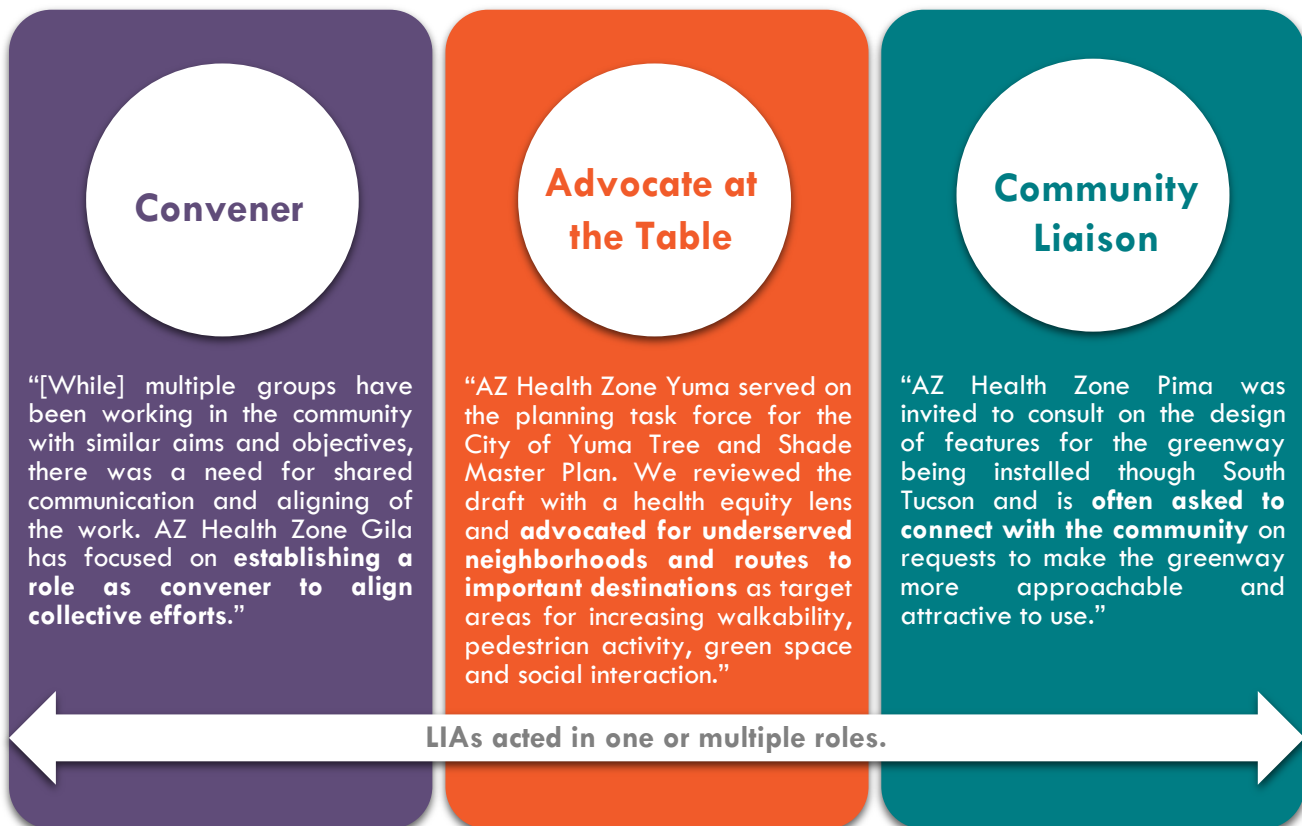 Convener
“[While] multiple groups have
been working in the community
with similar aims and objectives,
there was a need for shared
communication and aligning of
the work. AZ Health Zone Gila
has focused on establishing a
role as convener to align
collective efforts.”
Advocate at
the Table
“AZ Health Zone Yuma served on
the planning task force for the
City of Yuma Tree and Shade
Master Plan. We reviewed the
draft with a health equity lens
and advocated for underserved
neighborhoods and routes to
important destinations as target
areas for increasing walkability,
pedestrian activity, green space
and social interaction.”
Community
Liaison
“AZ Health Zone Pima was
invited to consult on the design
of features for the greenway
being installed though South
Tucson and is often asked to
connect with the community on
requests to make the greenway
more approachable and
attractive to use.”
LIAs acted in one or multiple roles.